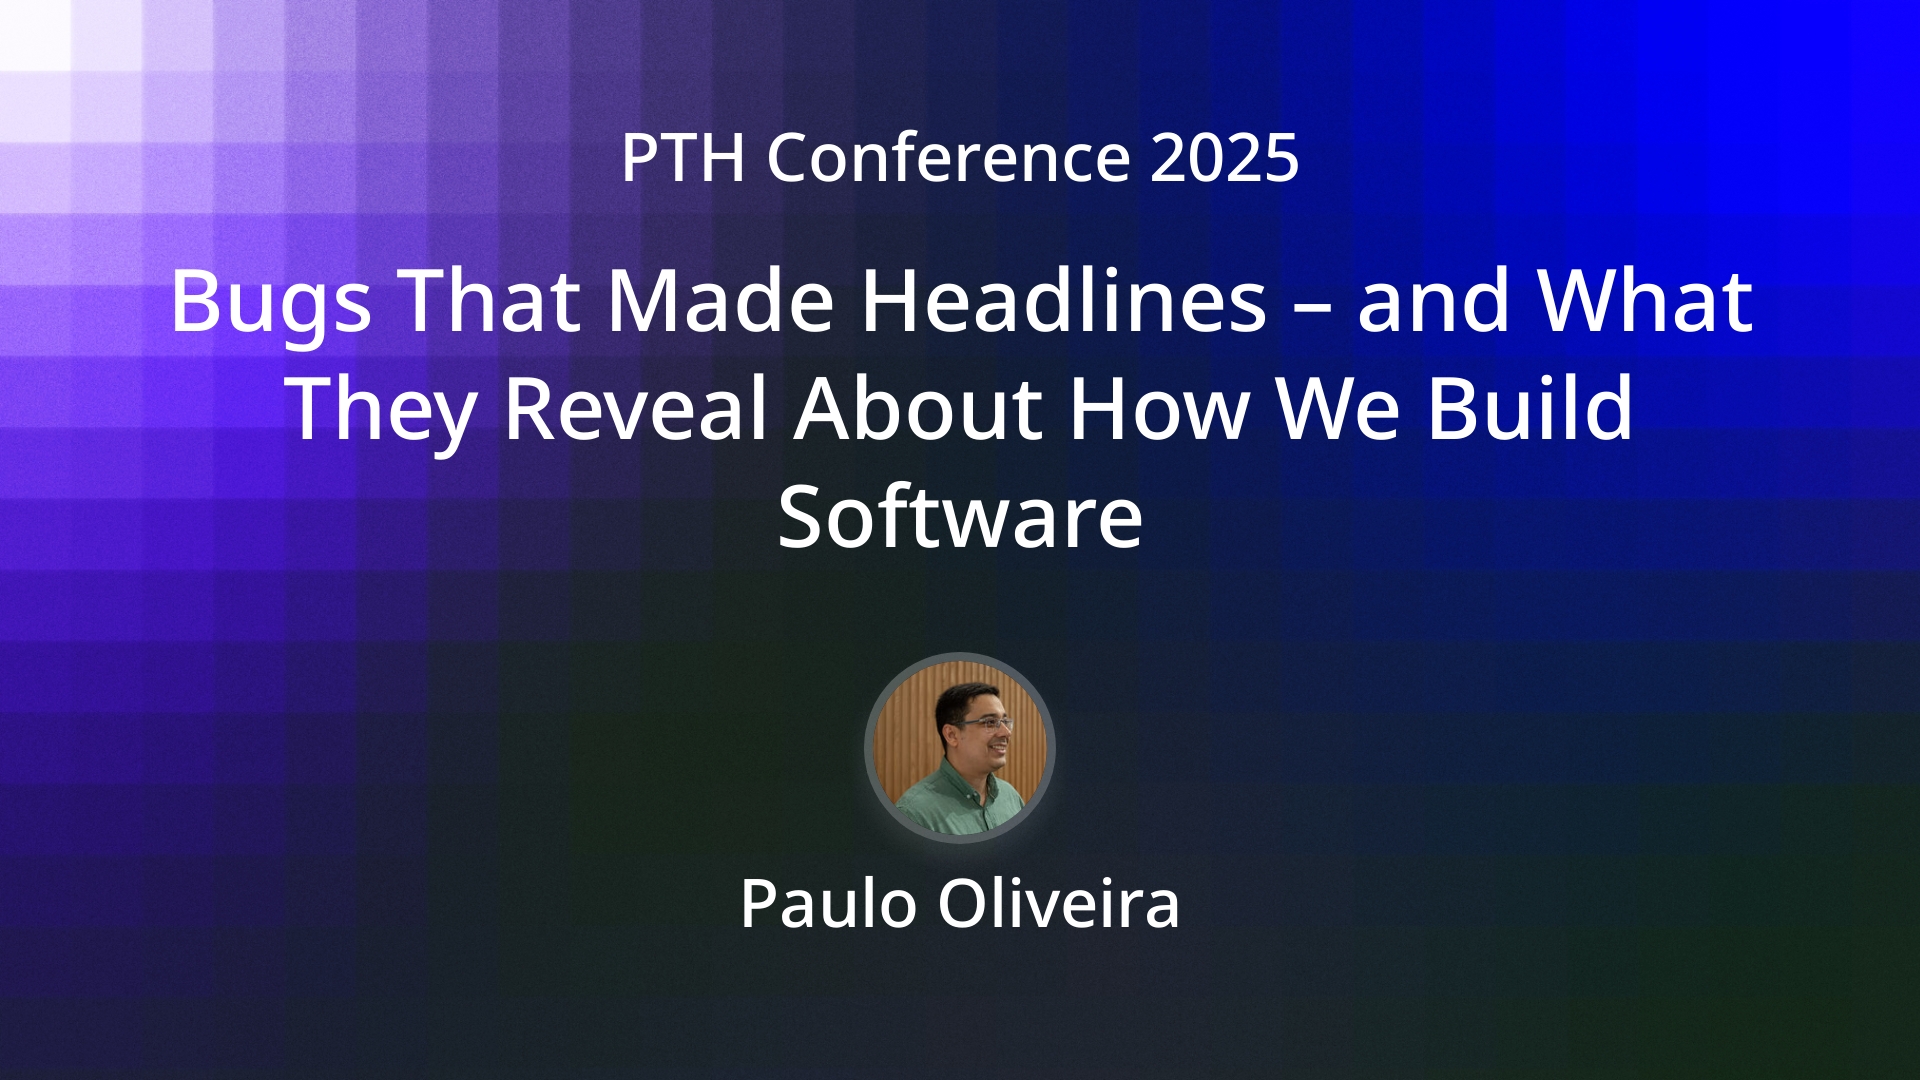 PTH Conference 2025
Bugs That Made Headlines – and What
They Reveal About How We Build
Software
Paulo Oliveira